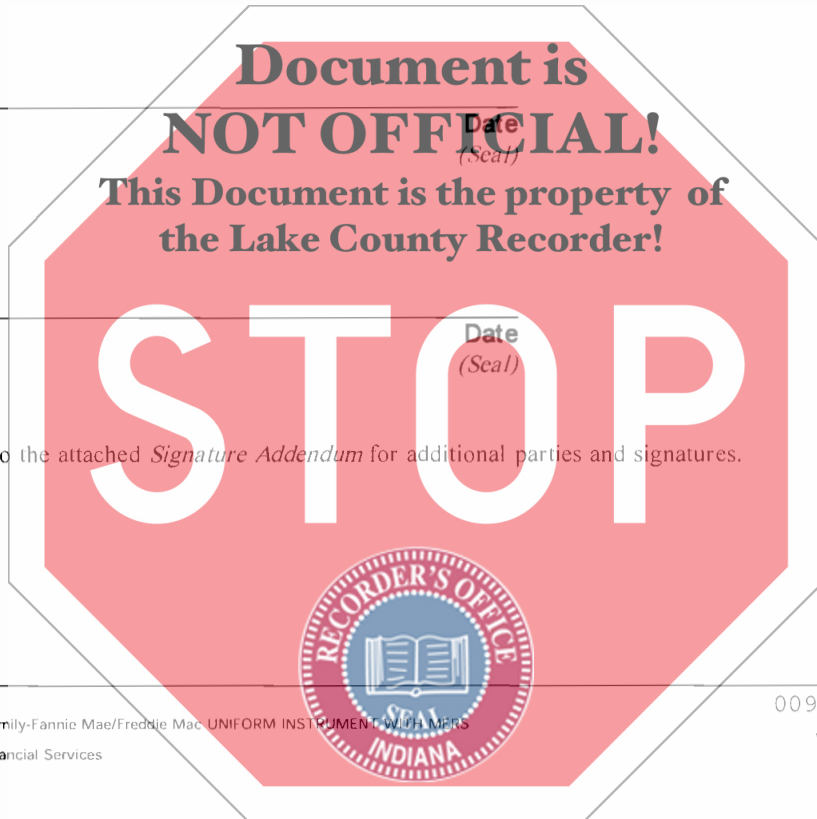 Document is
Date
NOT OFFICIAL!
(Seal)
This Document is the property of
the Lake County Recorder!
STOP
Date
(Seal)
o the attached Signature Addendum for additional parties and signatures.
RECORDER'S OFFICE
SEAL
INDIANA
009
mily-Fannie Mae/Freddie Mac UNIFORM INSTRUMENT WITH MERS
ancial Services